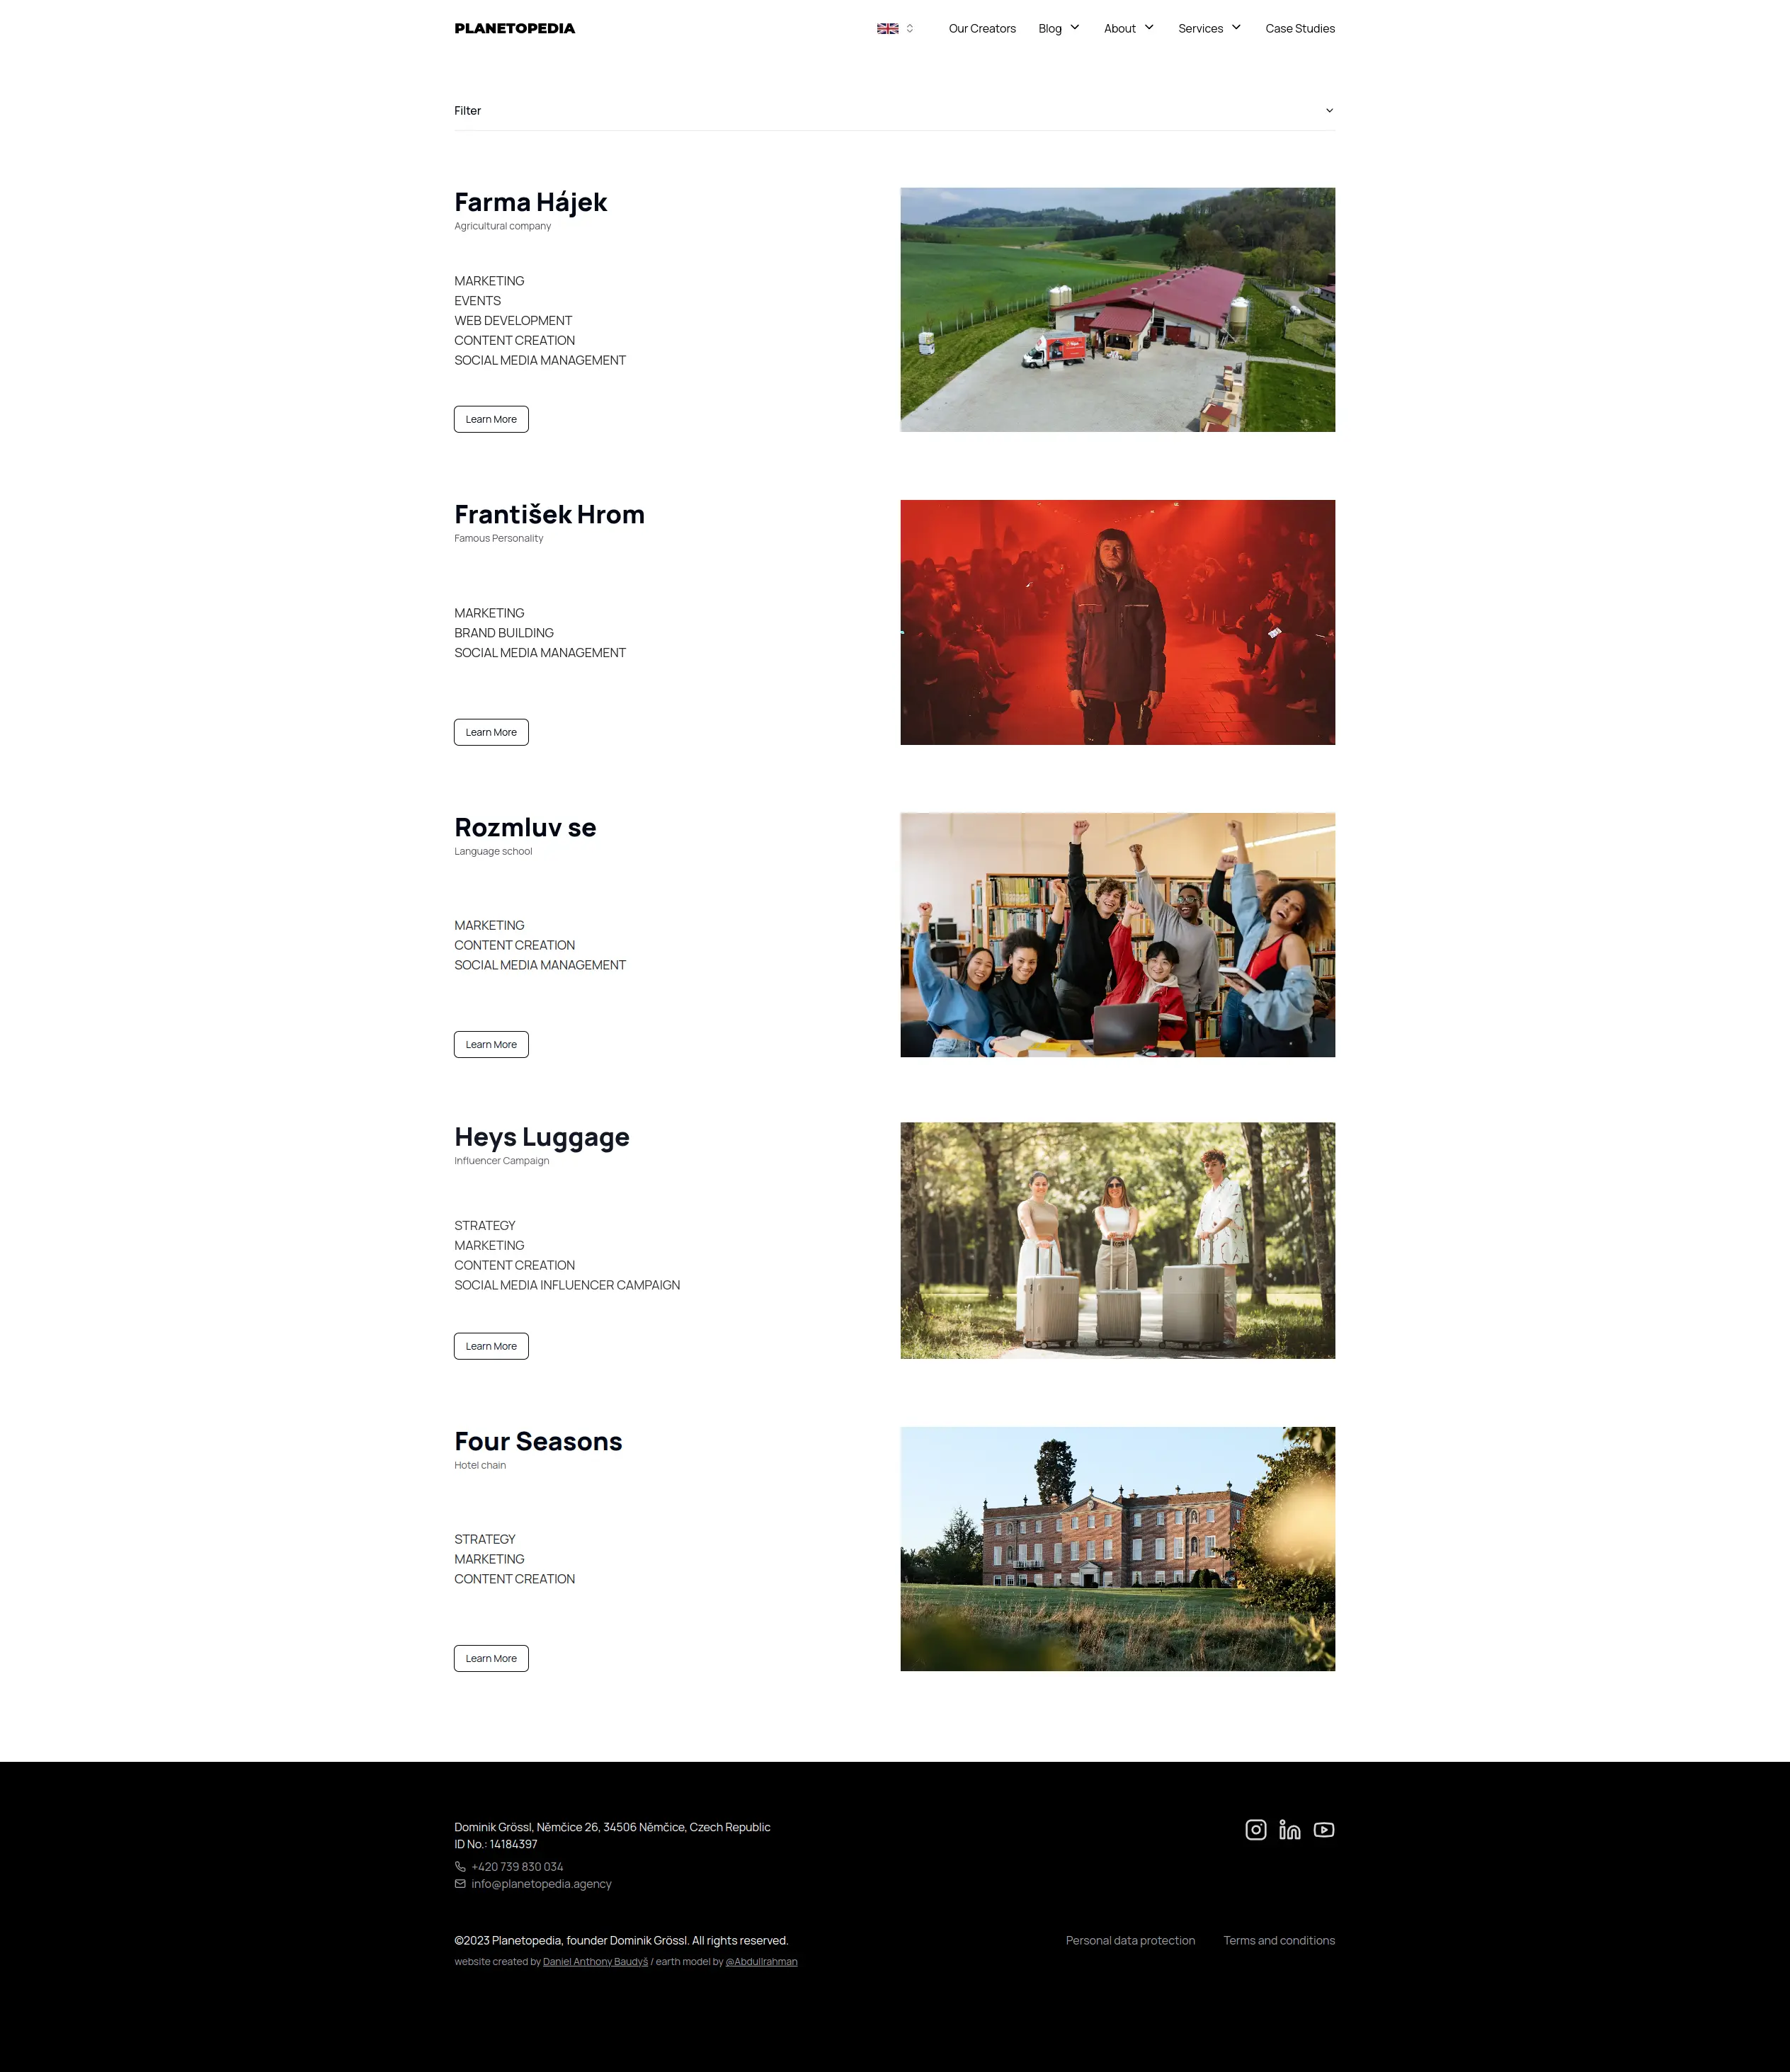 PLANETOPEDIA
Our Creators
Blog
About
Services
Case Studies
Filter
Farma Hájek
Agricultural company
MARKETING
EVENTS
WEB DEVELOPMENT
CONTENT CREATION
SOCIAL MEDIA MANAGEMENT
Learn More
František Hrom
Famous Personality
MARKETING
BRAND BUILDING
SOCIAL MEDIA MANAGEMENT
Learn More
Rozmluv se
Language school
MARKETING
CONTENT CREATION
SOCIAL MEDIA MANAGEMENT
Learn More
Heys Luggage
Influencer Campaign
STRATEGY
MARKETING
CONTENT CREATION
SOCIAL MEDIA INFLUENCER CAMPAIGN
Learn More
Four Seasons
Hotel chain
STRATEGY
MARKETING
CONTENT CREATION
Learn More
Dominik Grössl, Němčice 26, 34506 Němčice, Czech Republic
ID No.: 14184397
+420 739 830 034
info@planetopedia.agency
©2023 Planetopedia, founder Dominik Grössl. All rights reserved.
Personal data protection
Terms and conditions
website created by Daniel Anthony Baudyš / earth model by @Abdullrahman